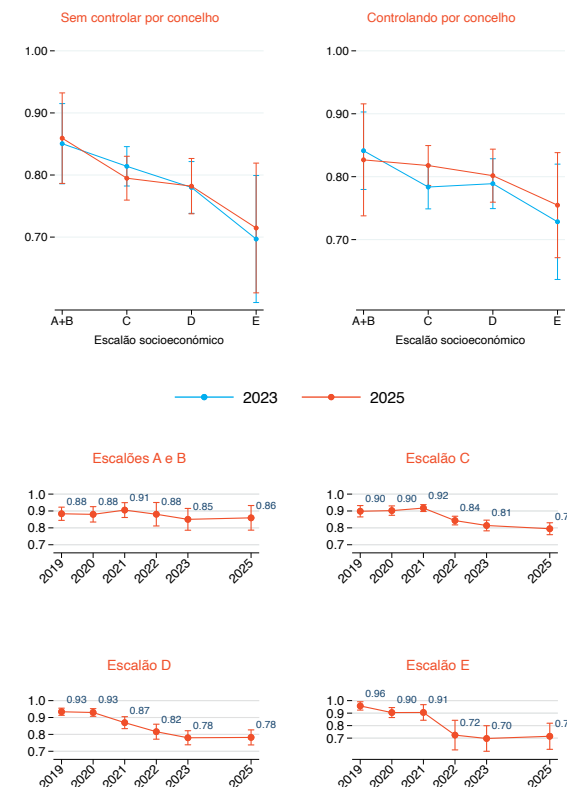 Sem controlar por concelho
Controlando por concelho
1.00
0.90
0.80
0.70
A+B C D E
Escalão socioeconómico
1.00
0.90
0.80
0.70
A+B C D E
Escalão socioeconómico
2023 2025
Escalões A e B
1.0
0.9
0.8
0.7
0.88 0.88 0.91 0.88 0.85 0.86
2019 2020 2021 2022 2023 2025
Escalão C
1.0
0.9
0.8
0.7
0.90 0.90 0.92 0.84 0.81
2019 2020 2021 2022 2023 2025
Escalão D
1.0
0.9
0.8
0.7
0.93 0.93 0.87 0.82 0.78 0.78
2019 2020 2021 2022 2023 2025
Escalão E
1.0
0.9
0.8
0.7
0.96 0.90 0.91 0.72 0.70
2019 2020 2021 2022 2023 2025